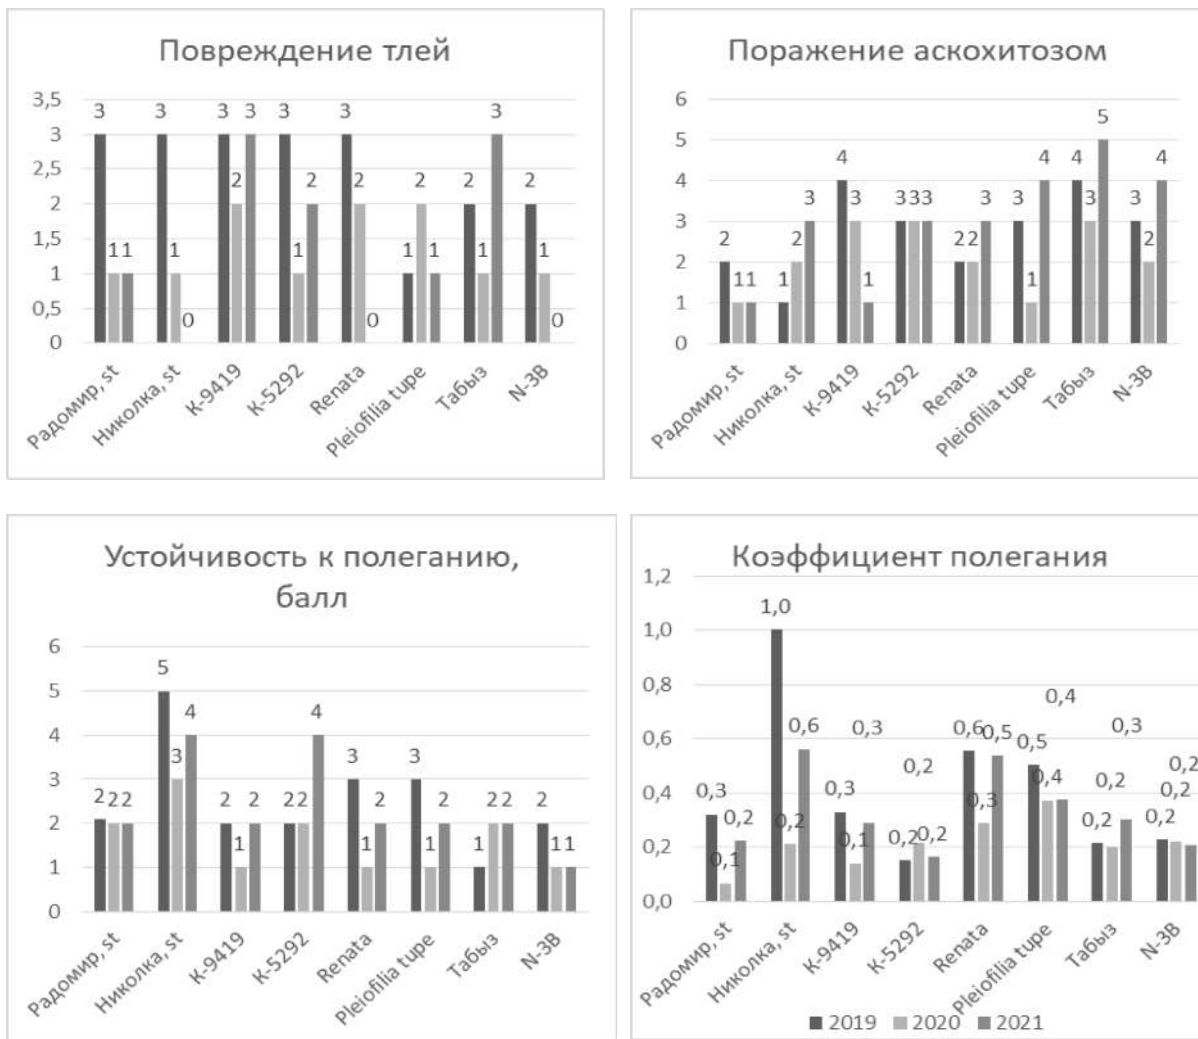 Повреждение тлей
3,5
3
2,5
2
1,5
1
0,5
0
3 1 1 3 1 0 3 2 3 3 1 2 3 2 0 1 2 1 2 1 3 2 1 0
Радомир, st
Николка, st
К-9419
К-5292
Renata
Pleiofilia tupe
Табыз
N-3B
Поражение аскохитозом
6
5
4
3
2
1
0
2 1 1 1 2 3 4 3 1 3 3 3 2 2 3 3 1 4 4 3 5 3 2 4
Радомир, st
Николка, st
К-9419
К-5292
Renata
Pleiofilia tupe
Табыз
N-3B
Устойчивость к полеганию,
балл
6
5
4
3
2
1
0
2 2 2 5 3 4 2 1 2 2 2 4 3 1 2 3 1 2 1 2 2 2 1 1
Радомир, st
Николка, st
К-9419
К-5292
Renata
Pleiofilia tupe
Табыз
N-3B
Коэффициент полегания
1,2
1,0
0,8
0,6
0,4
0,2
0,0
0,3 0,1 0,2 1,0 0,2 0,6 0,3 0,1 0,3 0,2 0,2 0,2 0,6 0,3 0,5 0,5 0,4 0,4 0,2 0,2 0,3 0,2 0,2 0,2
Радомир, st
Николка, st
К-9419
К-5292
Renata
Pleiofilia tupe
Табыз
N-3B
2019 2020 2021